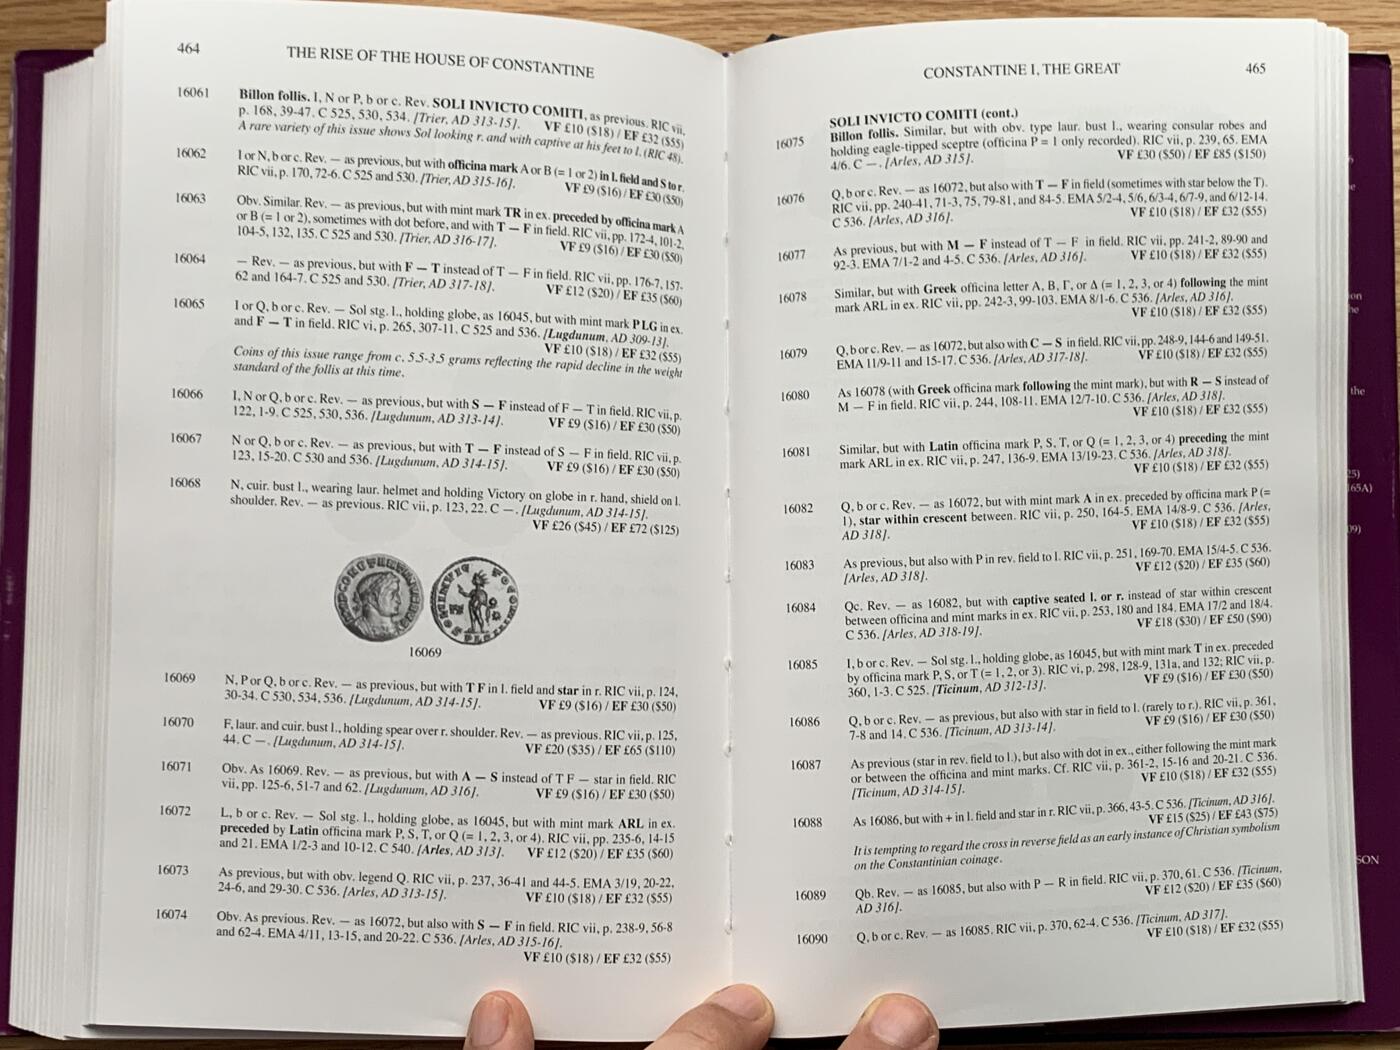 464
THE RISE OF THE HOUSE OF CONSTANTINE
16061
Billon follis. I, N or P, b or c. Rev. SOLI INVICTO COMITI, as previous. RIC vii,
p. 168, 39-47. C 525, 530, 534. [Trier, AD 313-15]. VF £10 ($18) / EF £32 ($55)
A rare variety of this issue shows Sol looking r. and with captive at his feet to l. (RIC 48).
16062
I or N, b or c. Rev. — as previous, but with officina mark A or B (= 1 or 2) in l. field and S to r.
RIC vii, p. 170, 72-6. C 525 and 530. [Trier, AD 315-16]. VF £9 ($16) / EF £30 ($50)
16063
Obv. Similar. Rev. — as previous, but with mint mark TR in ex. preceded by officina mark A
or B (= 1 or 2), sometimes with dot before, and with T — F in field. RIC vii, pp. 172-4, 101-2,
104-5, 132, 135. C 525 and 530. [Trier, AD 316-17]. VF £9 ($16) / EF £30 ($50)
16064
— Rev. — as previous, but with F — T instead of T — F in field. RIC vii, pp. 176-7, 157-
62 and 164-7. C 525 and 530. [Trier, AD 317-18]. VF £12 ($20) / EF £35 ($60)
16065
I or Q, b or c. Rev. — Sol stg. l., holding globe, as 16045, but with mint mark PLG in ex.
and F — T in field. RIC vi, p. 265, 307-11. C 525 and 536. [Lugdunum, AD 309-13].
VF £10 ($18) / EF £32 ($55)
Coins of this issue range from c. 5.5-3.5 grams reflecting the rapid decline in the weight
standard of the follis at this time.
16066
I, N or Q, b or c. Rev. — as previous, but with S — F instead of F — T in field. RIC vii, p.
122, 1-9. C 525, 530, 536. [Lugdunum, AD 313-14]. VF £9 ($16) / EF £30 ($50)
16067
N or Q, b or c. Rev. — as previous, but with T — F instead of S — F in field. RIC vii, p.
123, 15-20. C 530 and 536. [Lugdunum, AD 314-15]. VF £9 ($16) / EF £30 ($50)
16068
N, cuir. bust l., wearing laur. helmet and holding Victory on globe in r. hand, shield on l.
shoulder. Rev. — as previous. RIC vii, p. 123, 22. C —. [Lugdunum, AD 314-15].
VF £26 ($45) / EF £72 ($125)
16069
16069
N, P or Q, b or c. Rev. — as previous, but with T F in l. field and star in r. RIC vii, p. 124,
30-34. C 530, 534, 536. [Lugdunum, AD 314-15]. VF £9 ($16) / EF £30 ($50)
16070
F, laur. and cuir. bust l., holding spear over r. shoulder. Rev. — as previous. RIC vii, p. 125,
44. C —. [Lugdunum, AD 314-15]. VF £20 ($35) / EF £65 ($110)
16071
Obv. As 16069. Rev. — as previous, but with A — S instead of T F — star in field. RIC
vii, pp. 125-6, 51-7 and 62. [Lugdunum, AD 316]. VF £9 ($16) / EF £30 ($50)
16072
L, b or c. Rev. — Sol stg. l., holding globe, as 16045, but with mint mark ARL in ex.
preceded by Latin officina mark P, S, T, or Q (= 1, 2, 3, or 4). RIC vii, pp. 235-6, 14-15
and 21. EMA 1/2-3 and 10-12. C 540. [Arles, AD 313]. VF £12 ($20) / EF £35 ($60)
16073
As previous, but with obv. legend Q. RIC vii, p. 237, 36-41 and 44-5. EMA 3/19, 20-22,
24-6, and 29-30. C 536. [Arles, AD 313-15]. VF £10 ($18) / EF £32 ($55)
16074
Obv. As previous. Rev. — as 16072, but also with S — F in field. RIC vii, p. 238-9, 56-8
and 62-4. EMA 4/11, 13-15, and 20-22. C 536. [Arles, AD 315-16].
VF £10 ($18) / EF £32 ($55)
CONSTANTINE I, THE GREAT
465
SOLI INVICTO COMITI (cont.)
16075
Billon follis. Similar, but with obv. type laur. bust l., wearing consular robes and
holding eagle-tipped sceptre (officina P = 1 only recorded). RIC vii, p. 239, 65. EMA
4/6. C —. [Arles, AD 315]. VF £30 ($50) / EF £85 ($150)
16076
Q, b or c. Rev. — as 16072, but also with T — F in field (sometimes with star below the T).
RIC vii, pp. 240-41, 71-3, 75, 79-81, and 84-5. EMA 5/2-4, 5/6, 6/3-4, 6/7-9, and 6/12-14.
C 536. [Arles, AD 316]. VF £10 ($18) / EF £32 ($55)
16077
As previous, but with M — F instead of T — F in field. RIC vii, pp. 241-2, 89-90 and
92-3. EMA 7/1-2 and 4-5. C 536. [Arles, AD 316]. VF £10 ($18) / EF £32 ($55)
16078
Similar, but with Greek officina letter A, B, Γ, or Δ (= 1, 2, 3, or 4) following the mint
mark ARL in ex. RIC vii, pp. 242-3, 99-103. EMA 8/1-6. C 536. [Arles, AD 316].
VF £10 ($18) / EF £32 ($55)
16079
Q, b or c. Rev. — as 16072, but also with C — S in field. RIC vii, pp. 248-9, 144-6 and 149-51.
EMA 11/9-11 and 15-17. C 536. [Arles, AD 317-18]. VF £10 ($18) / EF £32 ($55)
16080
As 16078 (with Greek officina mark following the mint mark), but with R — S instead of
M — F in field. RIC vii, p. 244, 108-11. EMA 12/7-10. C 536. [Arles, AD 318].
VF £10 ($18) / EF £32 ($55)
16081
Similar, but with Latin officina mark P, S, T, or Q (= 1, 2, 3, or 4) preceding the mint
mark ARL in ex. RIC vii, p. 247, 136-9. EMA 13/19-23. C 536. [Arles, AD 318].
VF £10 ($18) / EF £32 ($55)
16082
Q, b or c. Rev. — as 16072, but with mint mark A in ex. preceded by officina mark P (=
1), star within crescent between. RIC vii, p. 250, 164-5. EMA 14/8-9. C 536. [Arles,
AD 318]. VF £10 ($18) / EF £32 ($55)
16083
As previous, but also with P in rev. field to l. RIC vii, p. 251, 169-70. EMA 15/4-5. C 536.
[Arles, AD 318]. VF £12 ($20) / EF £35 ($60)
16084
Qc. Rev. — as 16082, but with captive seated l. or r. instead of star within crescent
between officina and mint marks in ex. RIC vii, p. 253, 180 and 184. EMA 17/2 and 18/4.
C 536. [Arles, AD 318-19]. VF £18 ($30) / EF £50 ($90)
16085
I, b or c. Rev. — Sol stg. l., holding globe, as 16045, but with mint mark T in ex. preceded
by officina mark P, S, or T (= 1, 2, or 3). RIC vi, p. 298, 128-9, 131a, and 132; RIC vii, p.
360, 1-3. C 525. [Ticinum, AD 312-13]. VF £9 ($16) / EF £30 ($50)
16086
Q, b or c. Rev. — as previous, but also with star in field to l. (rarely to r.). RIC vii, p. 361,
7-8 and 14. C 536. [Ticinum, AD 313-14]. VF £9 ($16) / EF £30 ($50)
16087
As previous (star in rev. field to l.), but also with dot in ex., either following the mint mark
or between the officina and mint marks. Cf. RIC vii, p. 361-2, 15-16 and 20-21. C 536.
[Ticinum, AD 314-15]. VF £10 ($18) / EF £32 ($55)
16088
As 16086, but with + in l. field and star in r. RIC vii, p. 366, 43-5. C 536. [Ticinum, AD 316].
VF £15 ($25) / EF £43 ($75)
It is tempting to regard the cross in reverse field as an early instance of Christian symbolism
on the Constantinian coinage.
16089
Qb. Rev. — as 16085, but also with P — R in field. RIC vii, p. 370, 61. C 536. [Ticinum,
AD 316]. VF £12 ($20) / EF £35 ($60)
16090
Q, b or c. Rev. — as 16085. RIC vii, p. 370, 62-4. C 536. [Ticinum, AD 317].
VF £10 ($18) / EF £32 ($55)